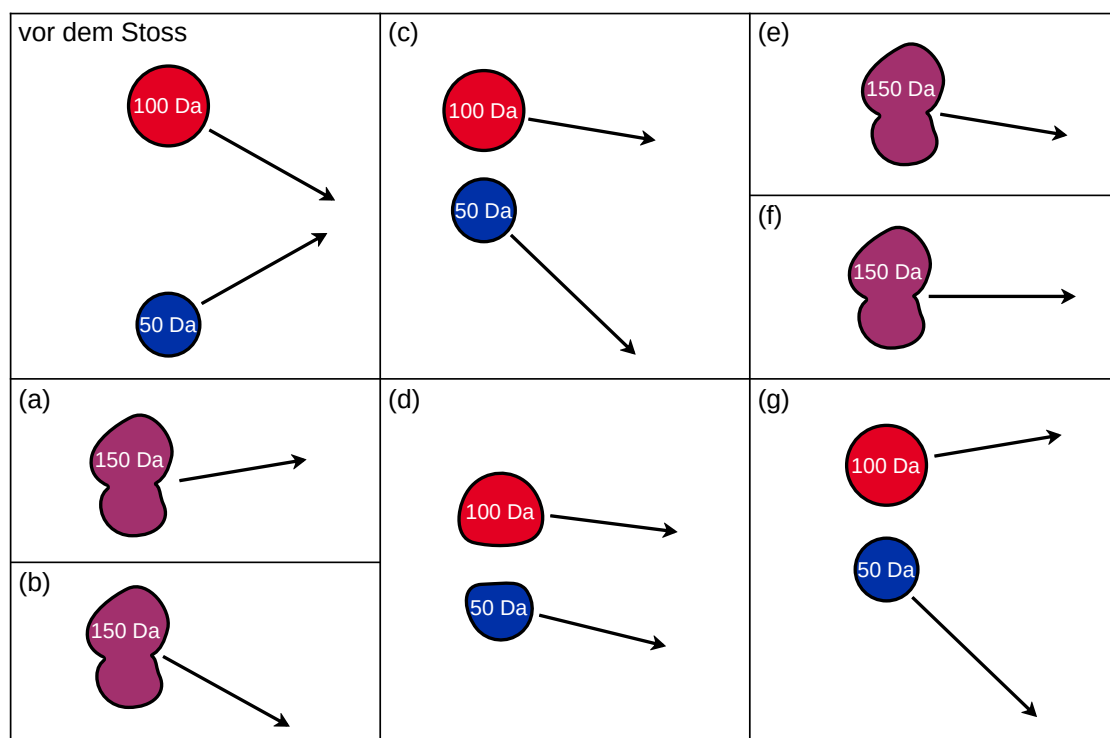 vor dem Stoss
100 Da
50 Da
(c)
100 Da
50 Da
(e)
150 Da
(f)
150 Da
(a)
150 Da
(b)
150 Da
(d)
100 Da
50 Da
(g)
100 Da
50 Da